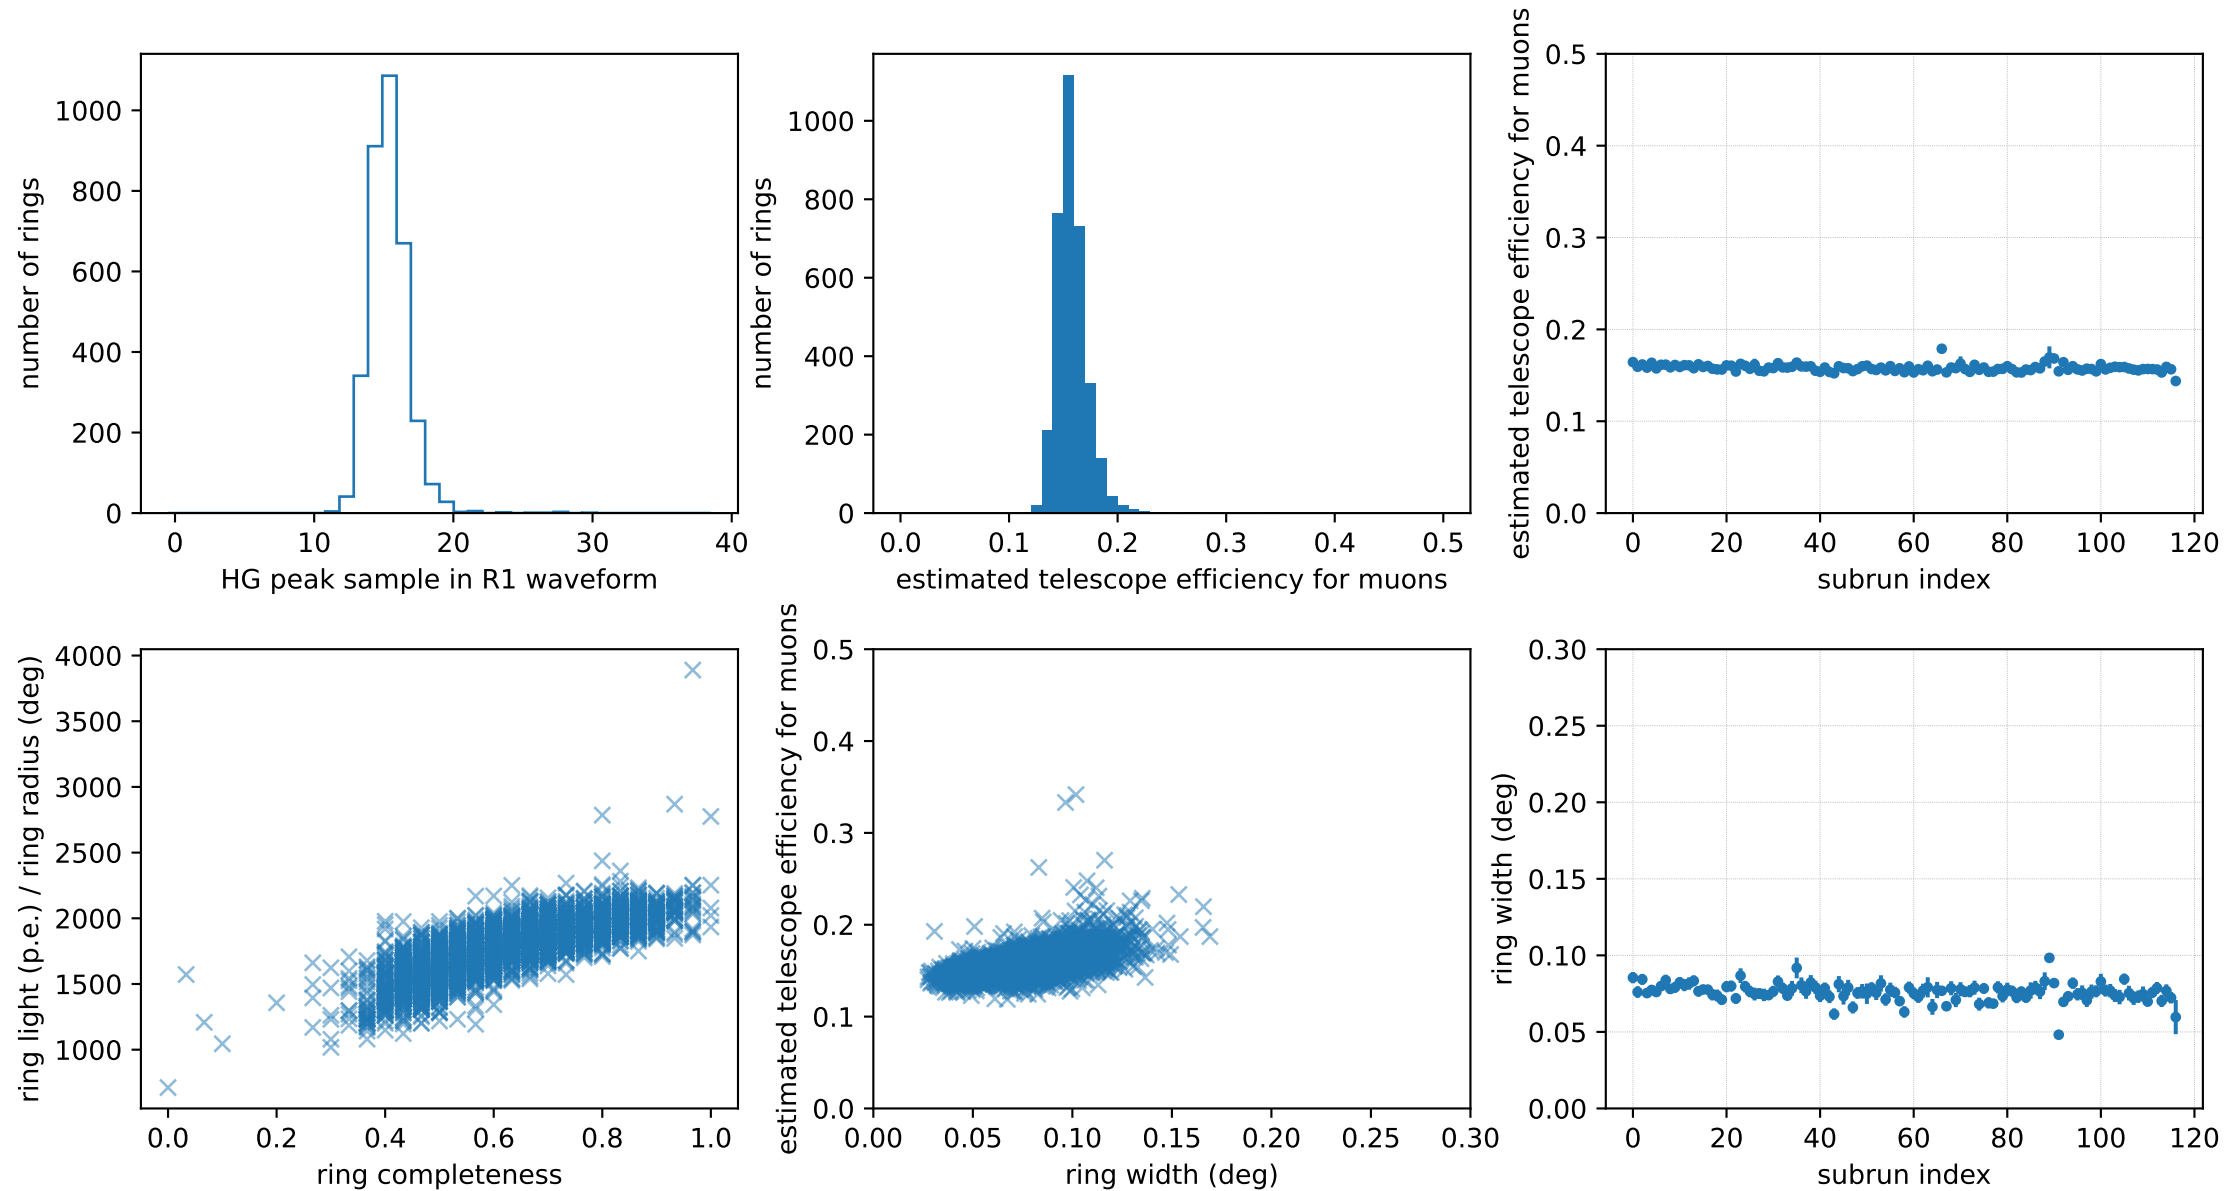 number of rings
1000
800
600
400
200
0
0 10 20 30 40
HG peak sample in R1 waveform
number of rings
1000
800
600
400
200
0
0.0 0.1 0.2 0.3 0.4 0.5
estimated telescope efficiency for muons
estimated telescope efficiency for muons
0.5
0.4
0.3
0.2
0.1
0.0
0 20 40 60 80 100 120
subrun index
ring light (p.e.) / ring radius (deg)
4000
3500
3000
2500
2000
1500
1000
0.0 0.2 0.4 0.6 0.8 1.0
ring completeness
estimated telescope efficiency for muons
0.5
0.4
0.3
0.2
0.1
0.0
0.00 0.05 0.10 0.15 0.20 0.25 0.30
ring width (deg)
ring width (deg)
0.30
0.25
0.20
0.15
0.10
0.05
0.00
0 20 40 60 80 100 120
subrun index